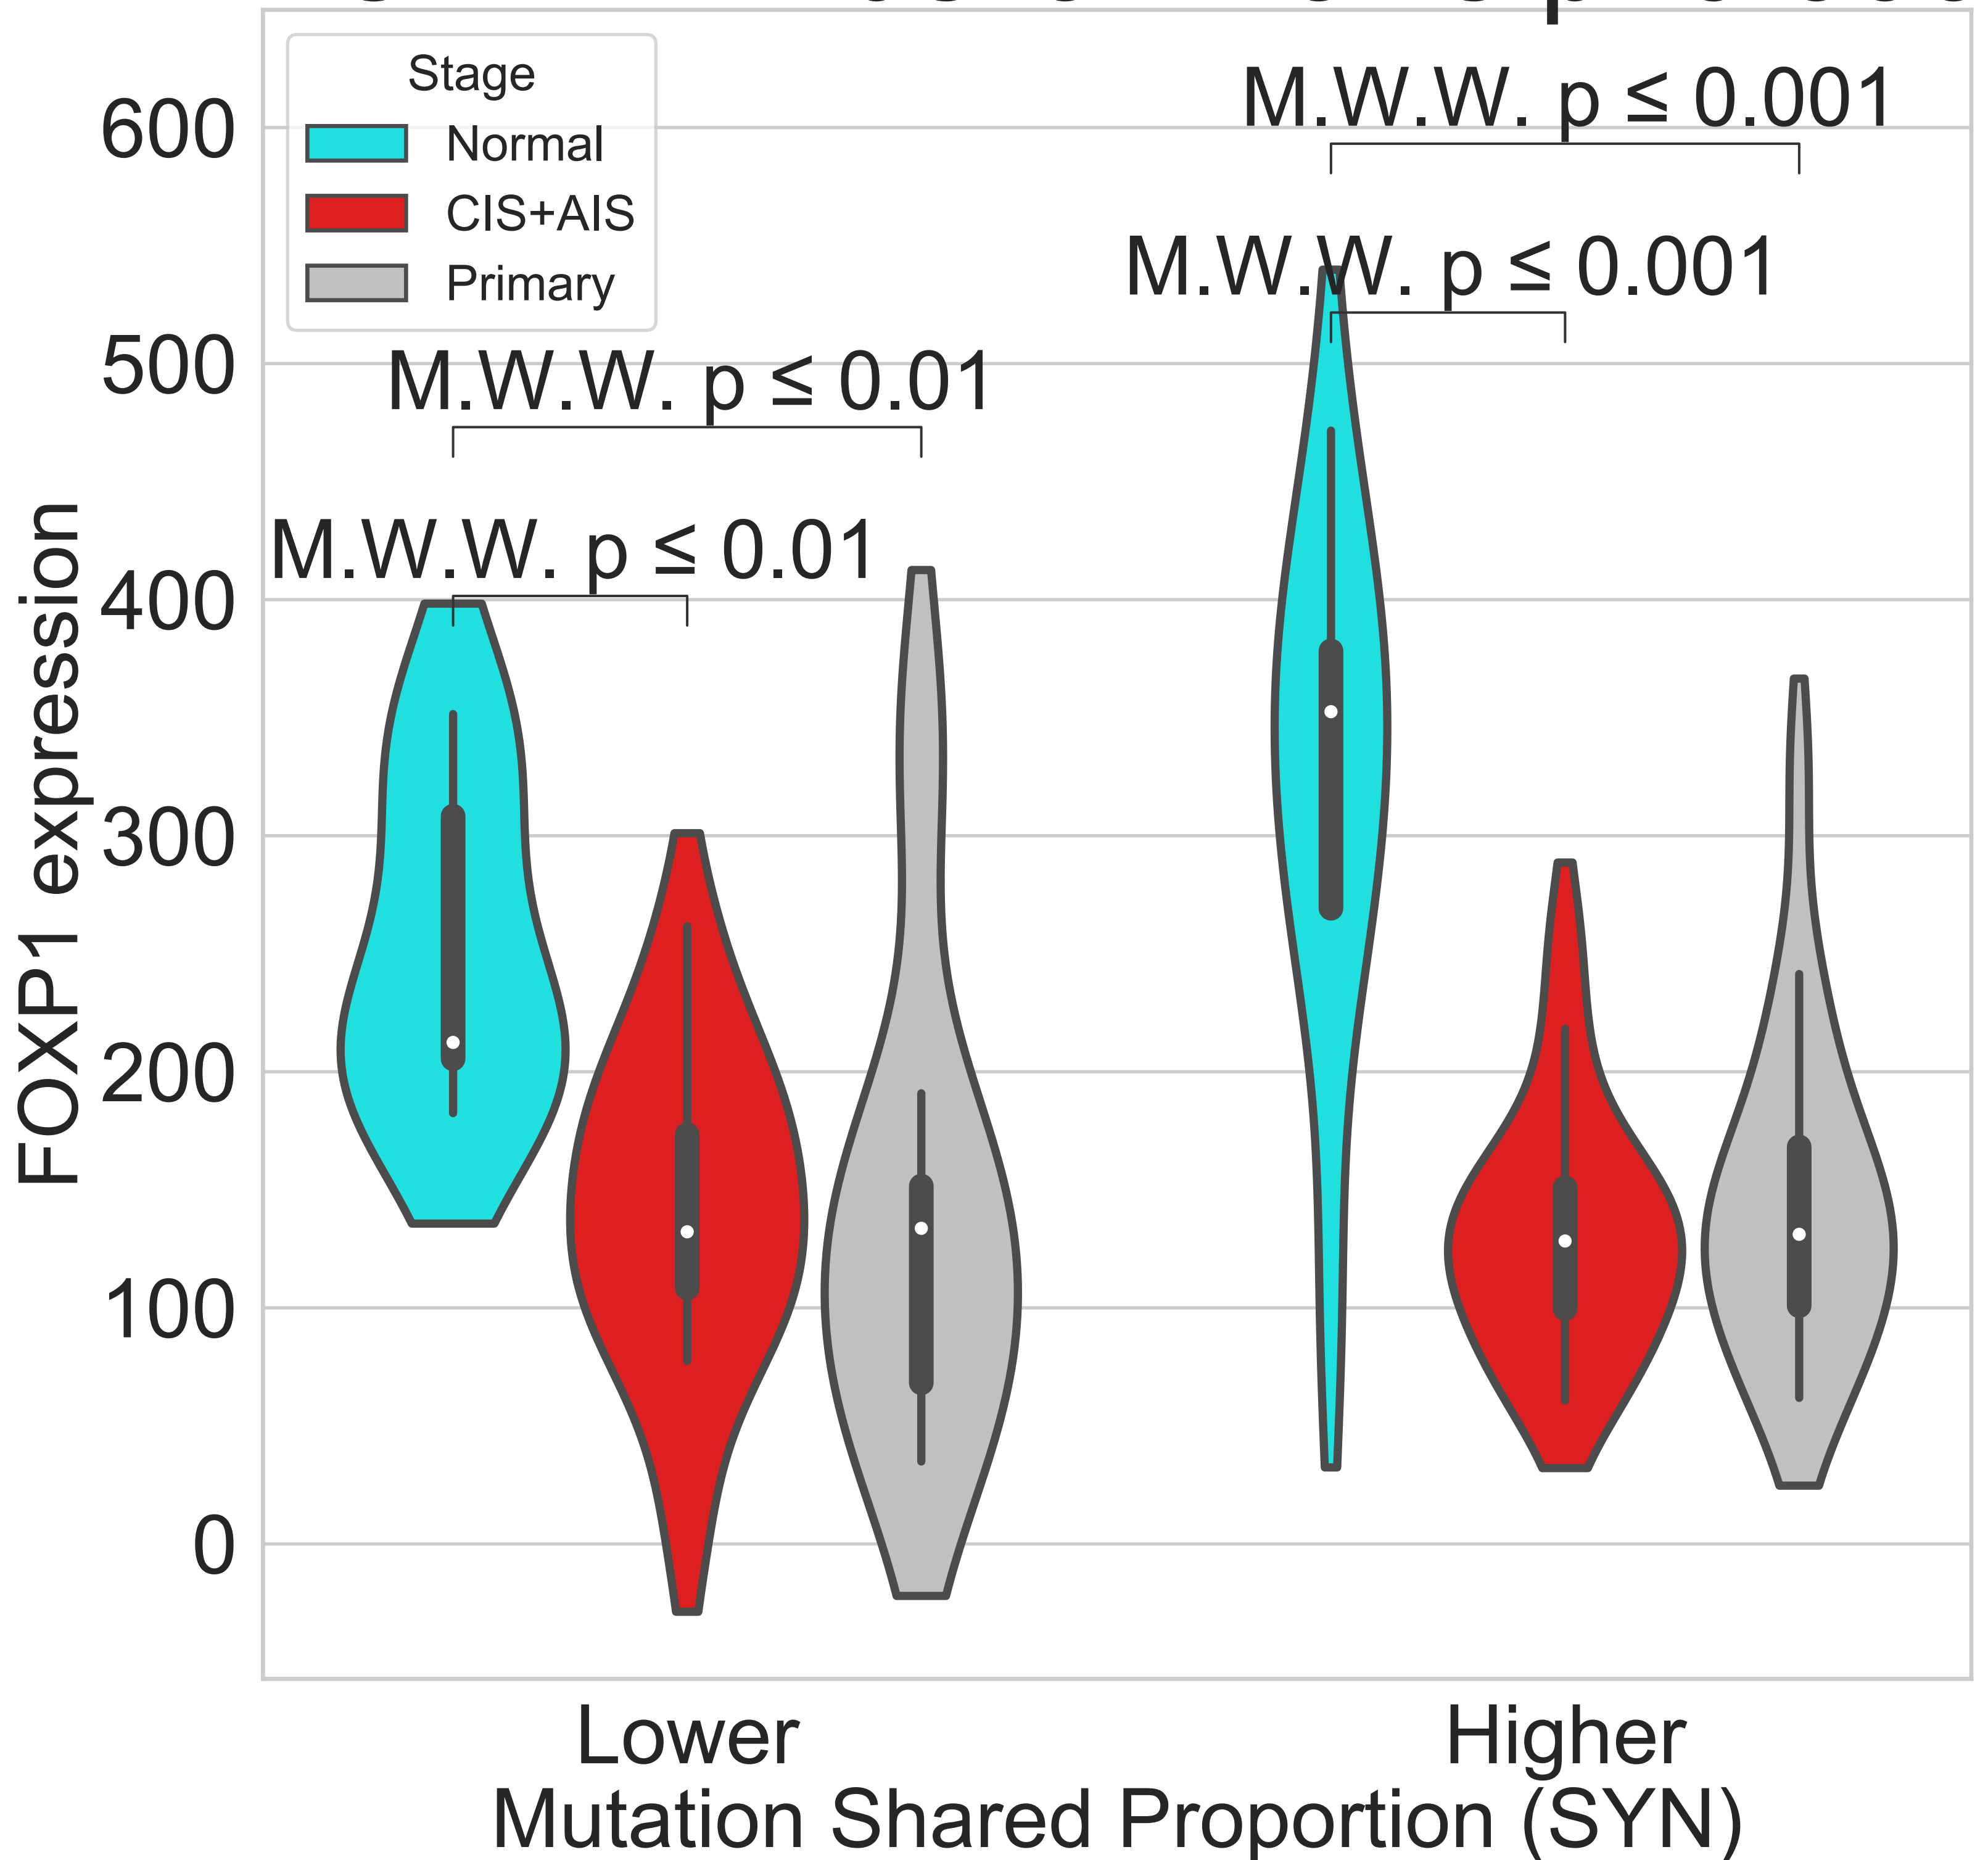 Stage
Normal
CIS+AIS
Primary
M.W.W. p ≤ 0.001
M.W.W. p ≤ 0.001
M.W.W. p ≤ 0.01
M.W.W. p ≤ 0.01
600
500
400
300
200
100
0
FOXP1 expression
Lower
Higher
Mutation Shared Proportion (SYN)